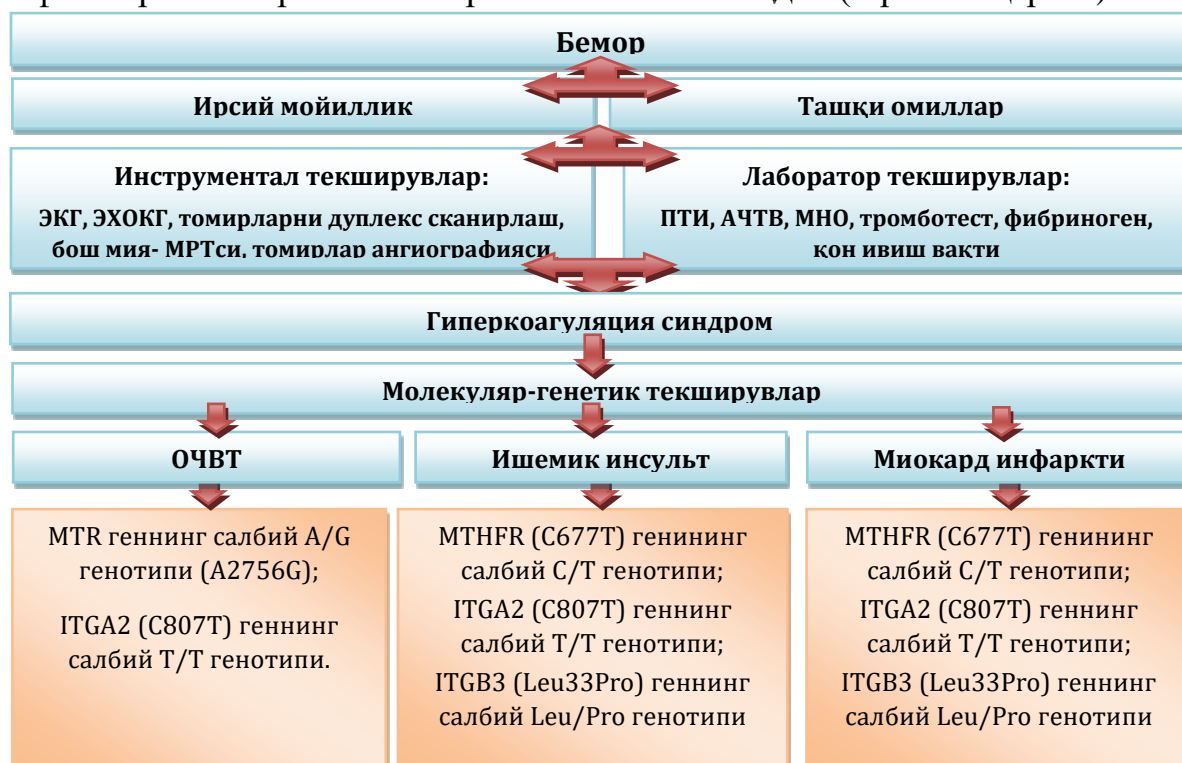 Бемор
Ирсий мойиллик
Ташқи омиллар
Инструментал текширувлар:
ЭКГ, ЭХОКГ, томирларни дуплекс сканирлаш,
бош мия- МРТси, томирлар ангиографияси
Лаборатор текширувлар:
ПТИ, АЧТВ, МНО, тромботест, фибриноген,
қон ивиш вақти
Гиперкоагуляция синдром
Молекуляр-генетик текширувлар
ОЧВТ
Ишемик инсульт
Миокард инфаркти
MTR геннинг салбий A/G
генотипи (A2756G);
ITGA2 (C807T) геннинг
салбий T/T генотипи.
MTHFR (C677T) генининг
салбий C/T генотипи;
ITGA2 (C807T) геннинг
салбий T/T генотипи;
ITGB3 (Leu33Pro) геннинг
салбий Leu/Pro генотипи
MTHFR (C677T) генининг
салбий C/T генотипи;
ITGA2 (C807T) геннинг
салбий T/T генотипи;
ITGB3 (Leu33Pro) геннинг
салбий Leu/Pro генотипи